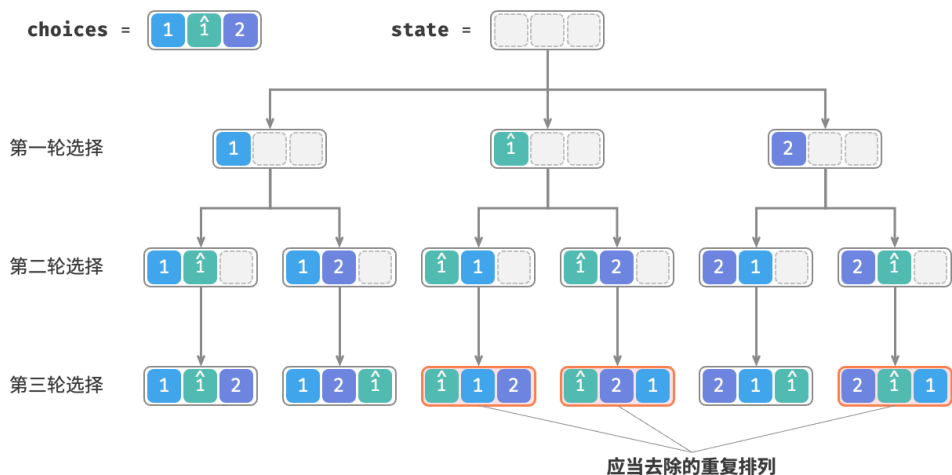 choices = 1 1̂ 2 state =
第一轮选择 1 1̂ 2
第二轮选择 1 1̂ 1 2 1̂ 1 1̂ 2 2 1 2 1̂
第三轮选择 1 1̂ 2 1 2 1̂ 1̂ 1 2 1̂ 2 1 2 1 1̂ 2 1̂ 1
应当去除的重复排列